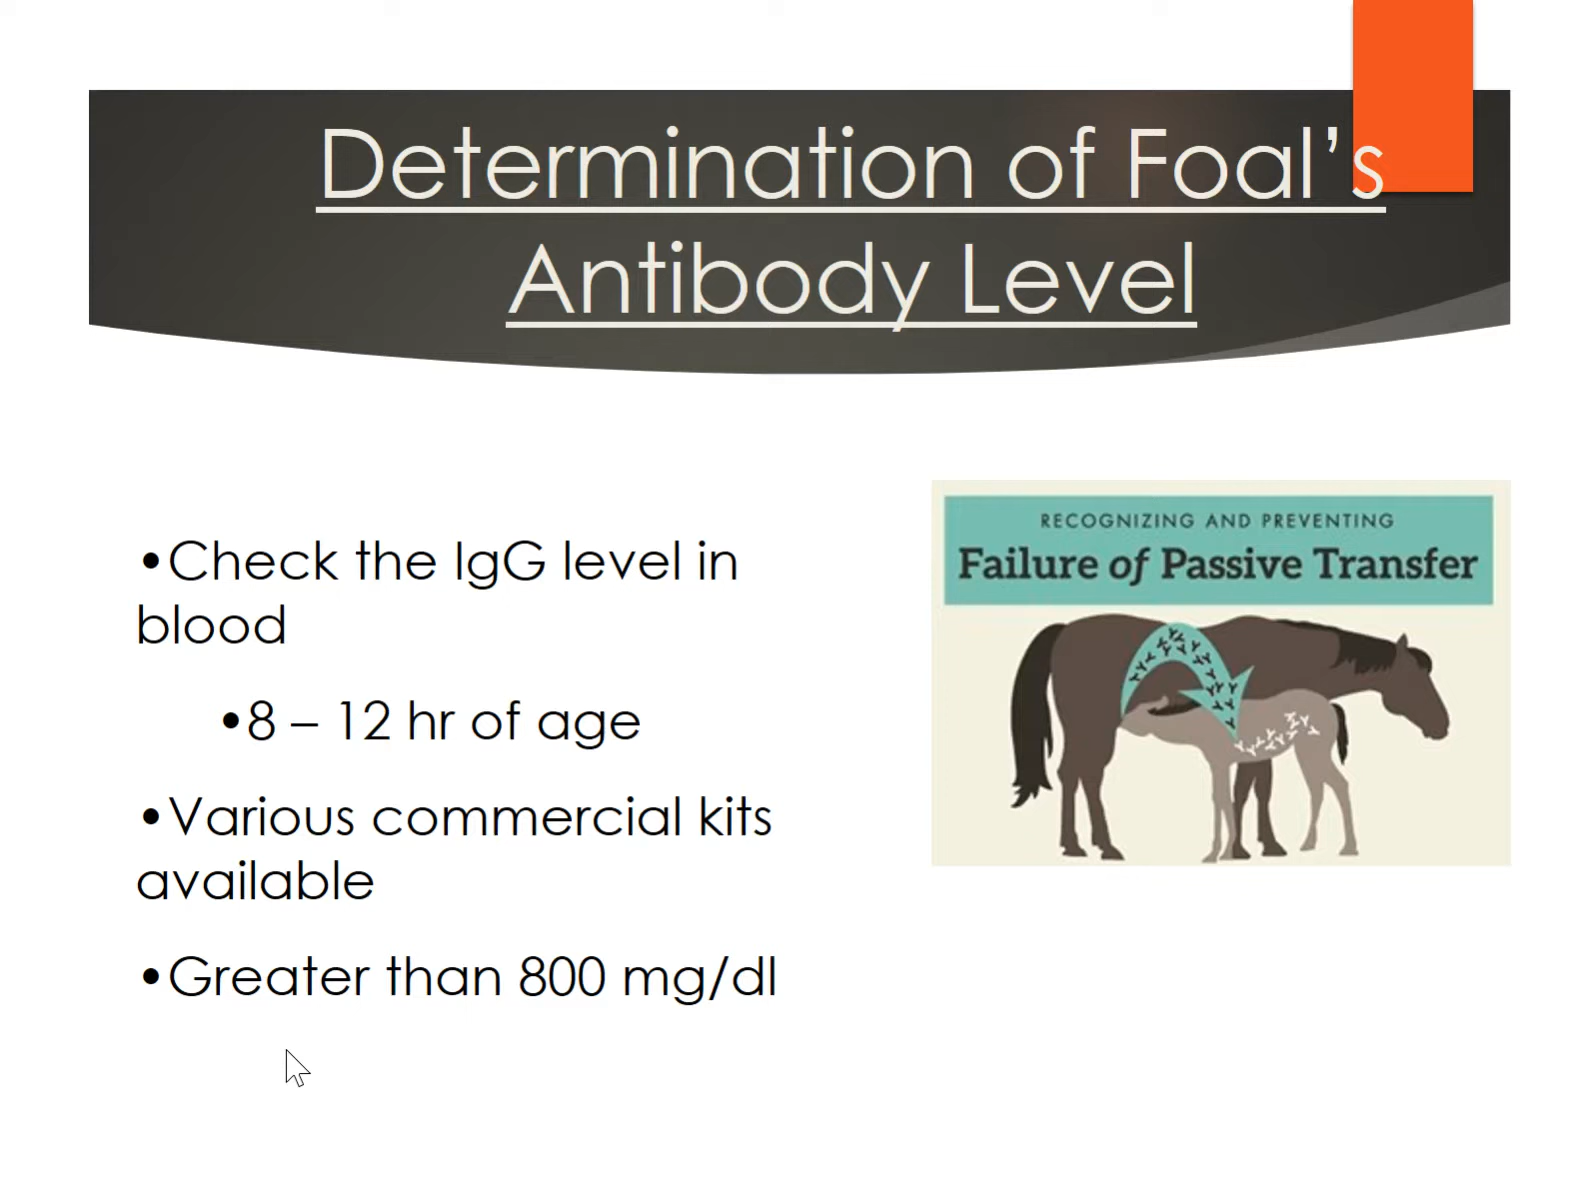 Determination of Foal’s
Antibody Level
•Check the IgG level in
blood
•8 – 12 hr of age
•Various commercial kits
available
•Greater than 800 mg/dl
RECOGNIZING AND PREVENTING
Failure of Passive Transfer